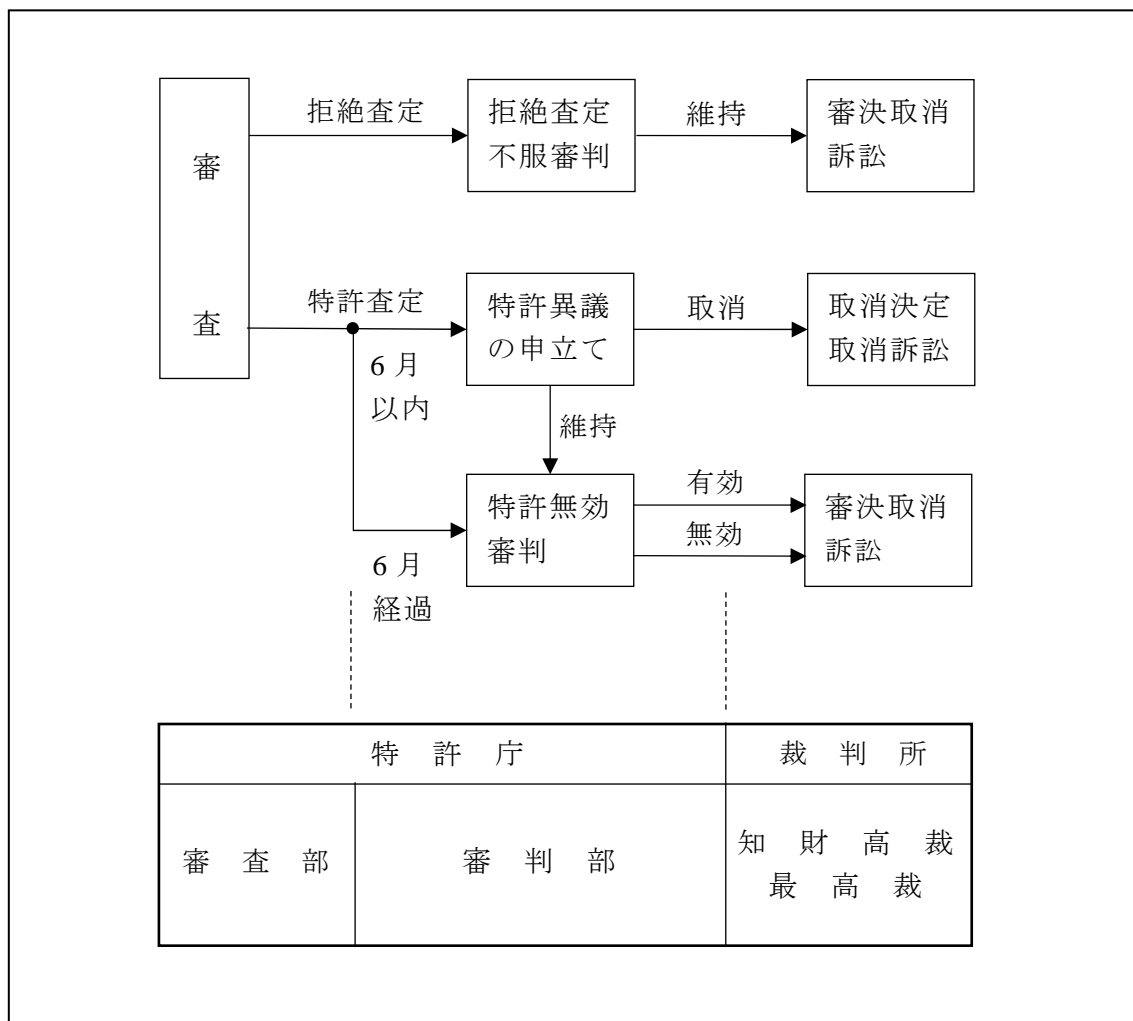 審
査
拒絶査定
拒絶査定
不服審判
維持
審決取消
訴訟
特許査定
6月
以内
特許異議
の申立て
取消
取消決定
取消訴訟
維持
6月
経過
特許無効
審判
有効
無効
審決取消
訴訟
特許庁
裁判所
審査部
審判部
知財高裁
最高裁